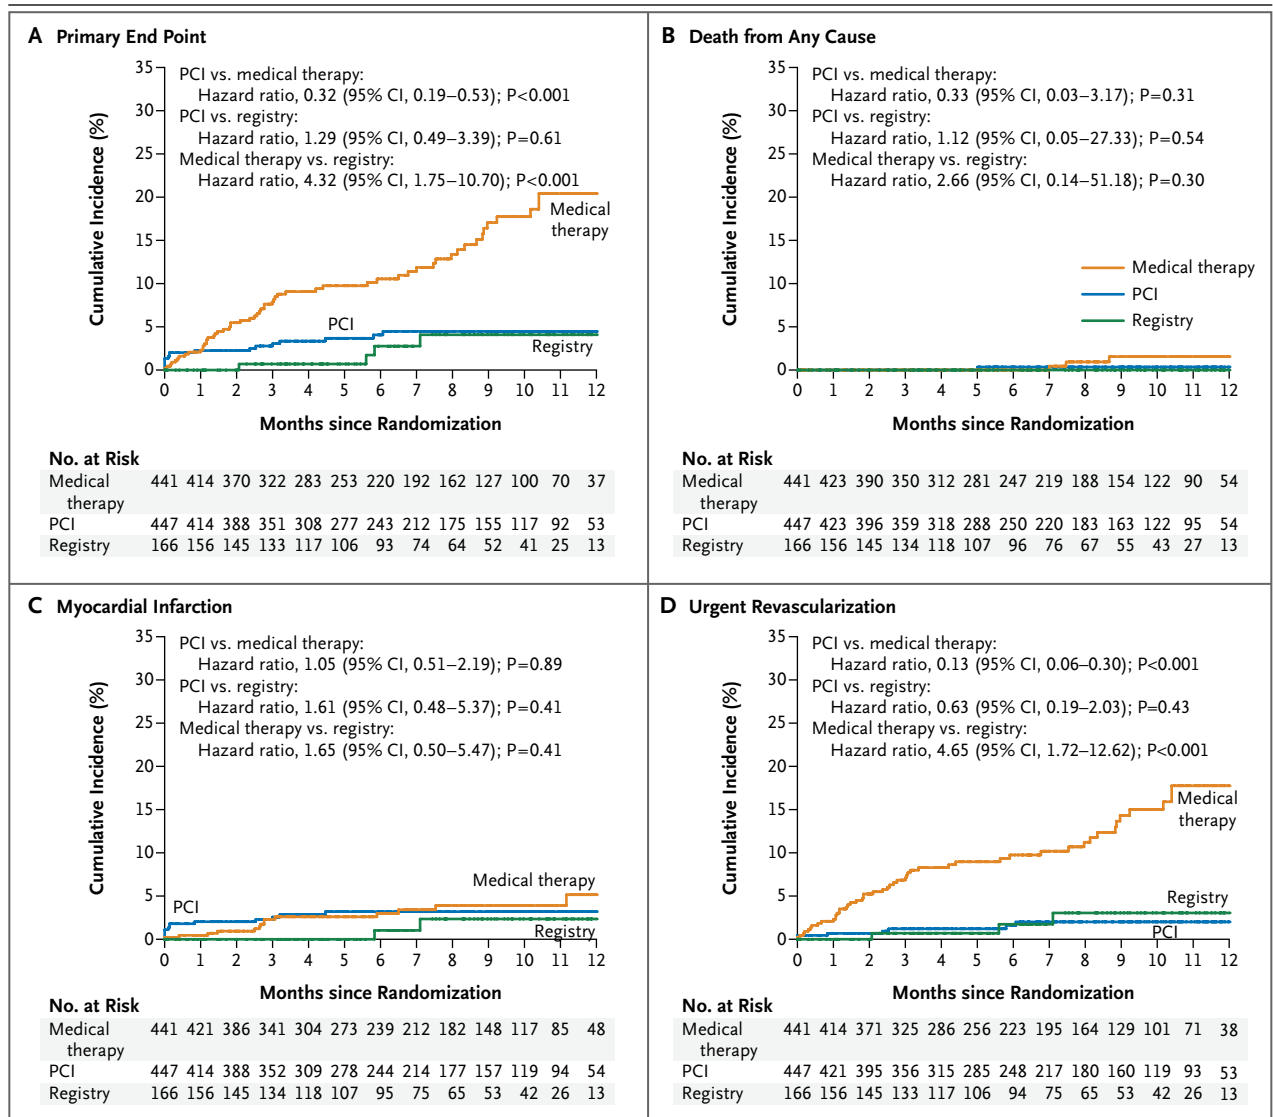 A Primary End Point
35
30
25
20
15
10
5
0
Cumulative Incidence (%)
PCI vs. medical therapy:
Hazard ratio, 0.32 (95% CI, 0.19–0.53); P<0.001
PCI vs. registry:
Hazard ratio, 1.29 (95% CI, 0.49–3.39); P=0.61
Medical therapy vs. registry:
Hazard ratio, 4.32 (95% CI, 1.75–10.70); P<0.001
Medical
therapy
PCI
Registry
0 1 2 3 4 5 6 7 8 9 10 11 12
Months since Randomization
No. at Risk
Medical 441 414 370 322 283 253 220 192 162 127 100 70 37
therapy
PCI 447 414 388 351 308 277 243 212 175 155 117 92 53
Registry 166 156 145 133 117 106 93 74 64 52 41 25 13
B Death from Any Cause
35
30
25
20
15
10
5
0
Cumulative Incidence (%)
PCI vs. medical therapy:
Hazard ratio, 0.33 (95% CI, 0.03–3.17); P=0.31
PCI vs. registry:
Hazard ratio, 1.12 (95% CI, 0.05–27.33); P=0.54
Medical therapy vs. registry:
Hazard ratio, 2.66 (95% CI, 0.14–51.18); P=0.30
Medical therapy
PCI
Registry
0 1 2 3 4 5 6 7 8 9 10 11 12
Months since Randomization
No. at Risk
Medical 441 423 390 350 312 281 247 219 188 154 122 90 54
therapy
PCI 447 423 396 359 318 288 250 220 183 163 122 95 54
Registry 166 156 145 134 118 107 96 76 67 55 43 27 13
C Myocardial Infarction
35
30
25
20
15
10
5
0
Cumulative Incidence (%)
PCI vs. medical therapy:
Hazard ratio, 1.05 (95% CI, 0.51–2.19); P=0.89
PCI vs. registry:
Hazard ratio, 1.61 (95% CI, 0.48–5.37); P=0.41
Medical therapy vs. registry:
Hazard ratio, 1.65 (95% CI, 0.50–5.47); P=0.41
Medical therapy
PCI
Registry
0 1 2 3 4 5 6 7 8 9 10 11 12
Months since Randomization
No. at Risk
Medical 441 421 386 341 304 273 239 212 182 148 117 85 48
therapy
PCI 447 414 388 352 309 278 244 214 177 157 119 94 54
Registry 166 156 145 134 118 107 95 75 65 53 42 26 13
D Urgent Revascularization
35
30
25
20
15
10
5
0
Cumulative Incidence (%)
PCI vs. medical therapy:
Hazard ratio, 0.13 (95% CI, 0.06–0.30); P<0.001
PCI vs. registry:
Hazard ratio, 0.63 (95% CI, 0.19–2.03); P=0.43
Medical therapy vs. registry:
Hazard ratio, 4.65 (95% CI, 1.72–12.62); P<0.001
Medical
therapy
Registry
PCI
0 1 2 3 4 5 6 7 8 9 10 11 12
Months since Randomization
No. at Risk
Medical 441 414 371 325 286 256 223 195 164 129 101 71 38
therapy
PCI 447 421 395 356 315 285 248 217 180 160 119 93 53
Registry 166 156 145 133 117 106 94 75 65 53 42 26 13